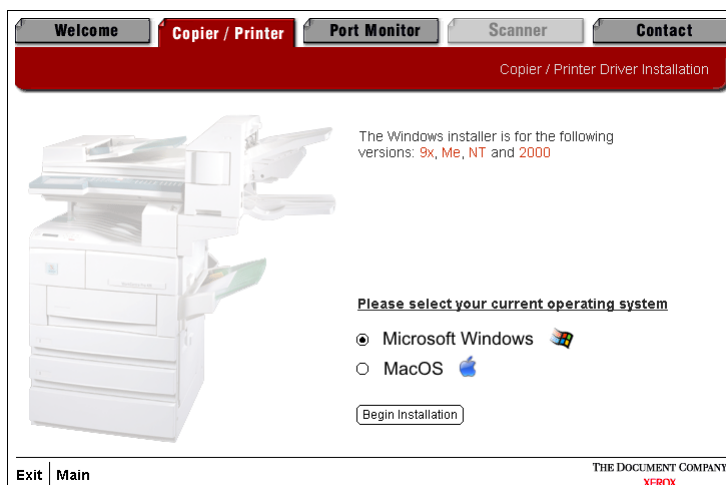 Welcome
Copier / Printer
Port Monitor
Scanner
Contact
Copier / Printer Driver Installation
The Windows installer is for the following
versions: 9x, Me, NT and 2000
Please select your current operating system
Microsoft Windows
MacOS
Begin Installation
Exit
Main
THE DOCUMENT COMPANY
XEROX